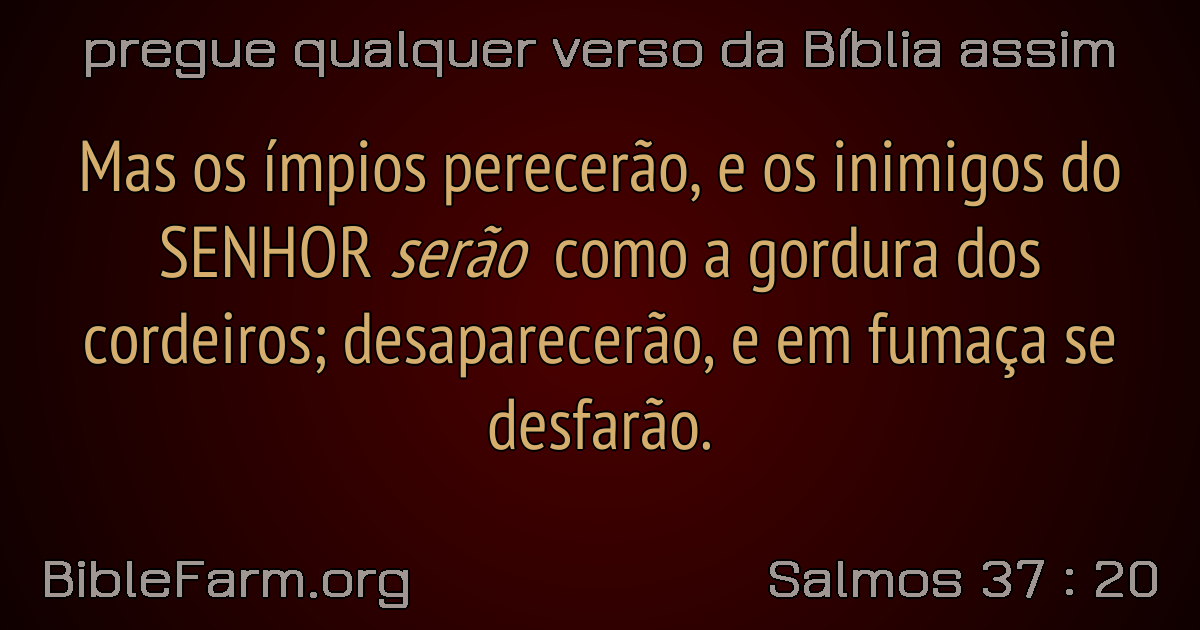 pregue qualquer verso da Bíblia assim
Mas os ímpios perecerão, e os inimigos do
SENHOR serão como a gordura dos
cordeiros; desaparecerão, e em fumaça se
desfarão.
BibleFarm.org
Salmos 37 : 20